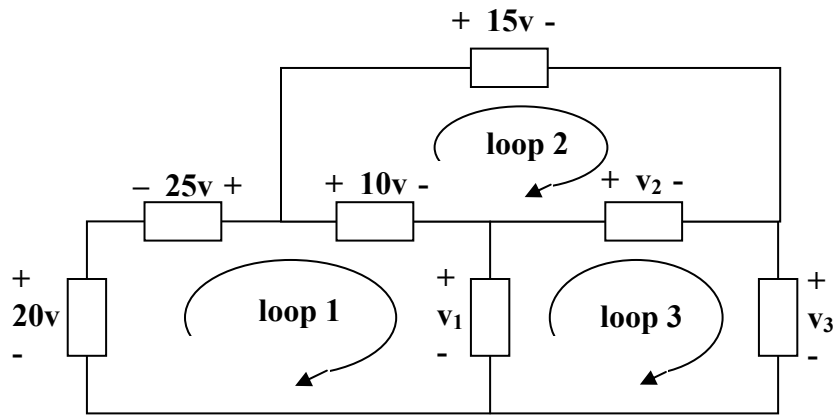 + 15v -
loop 2
– 25v +
+ 10v -
+ v₂ -
+
20v
-
loop 1
+
v₁
-
loop 3
+
v₃
-